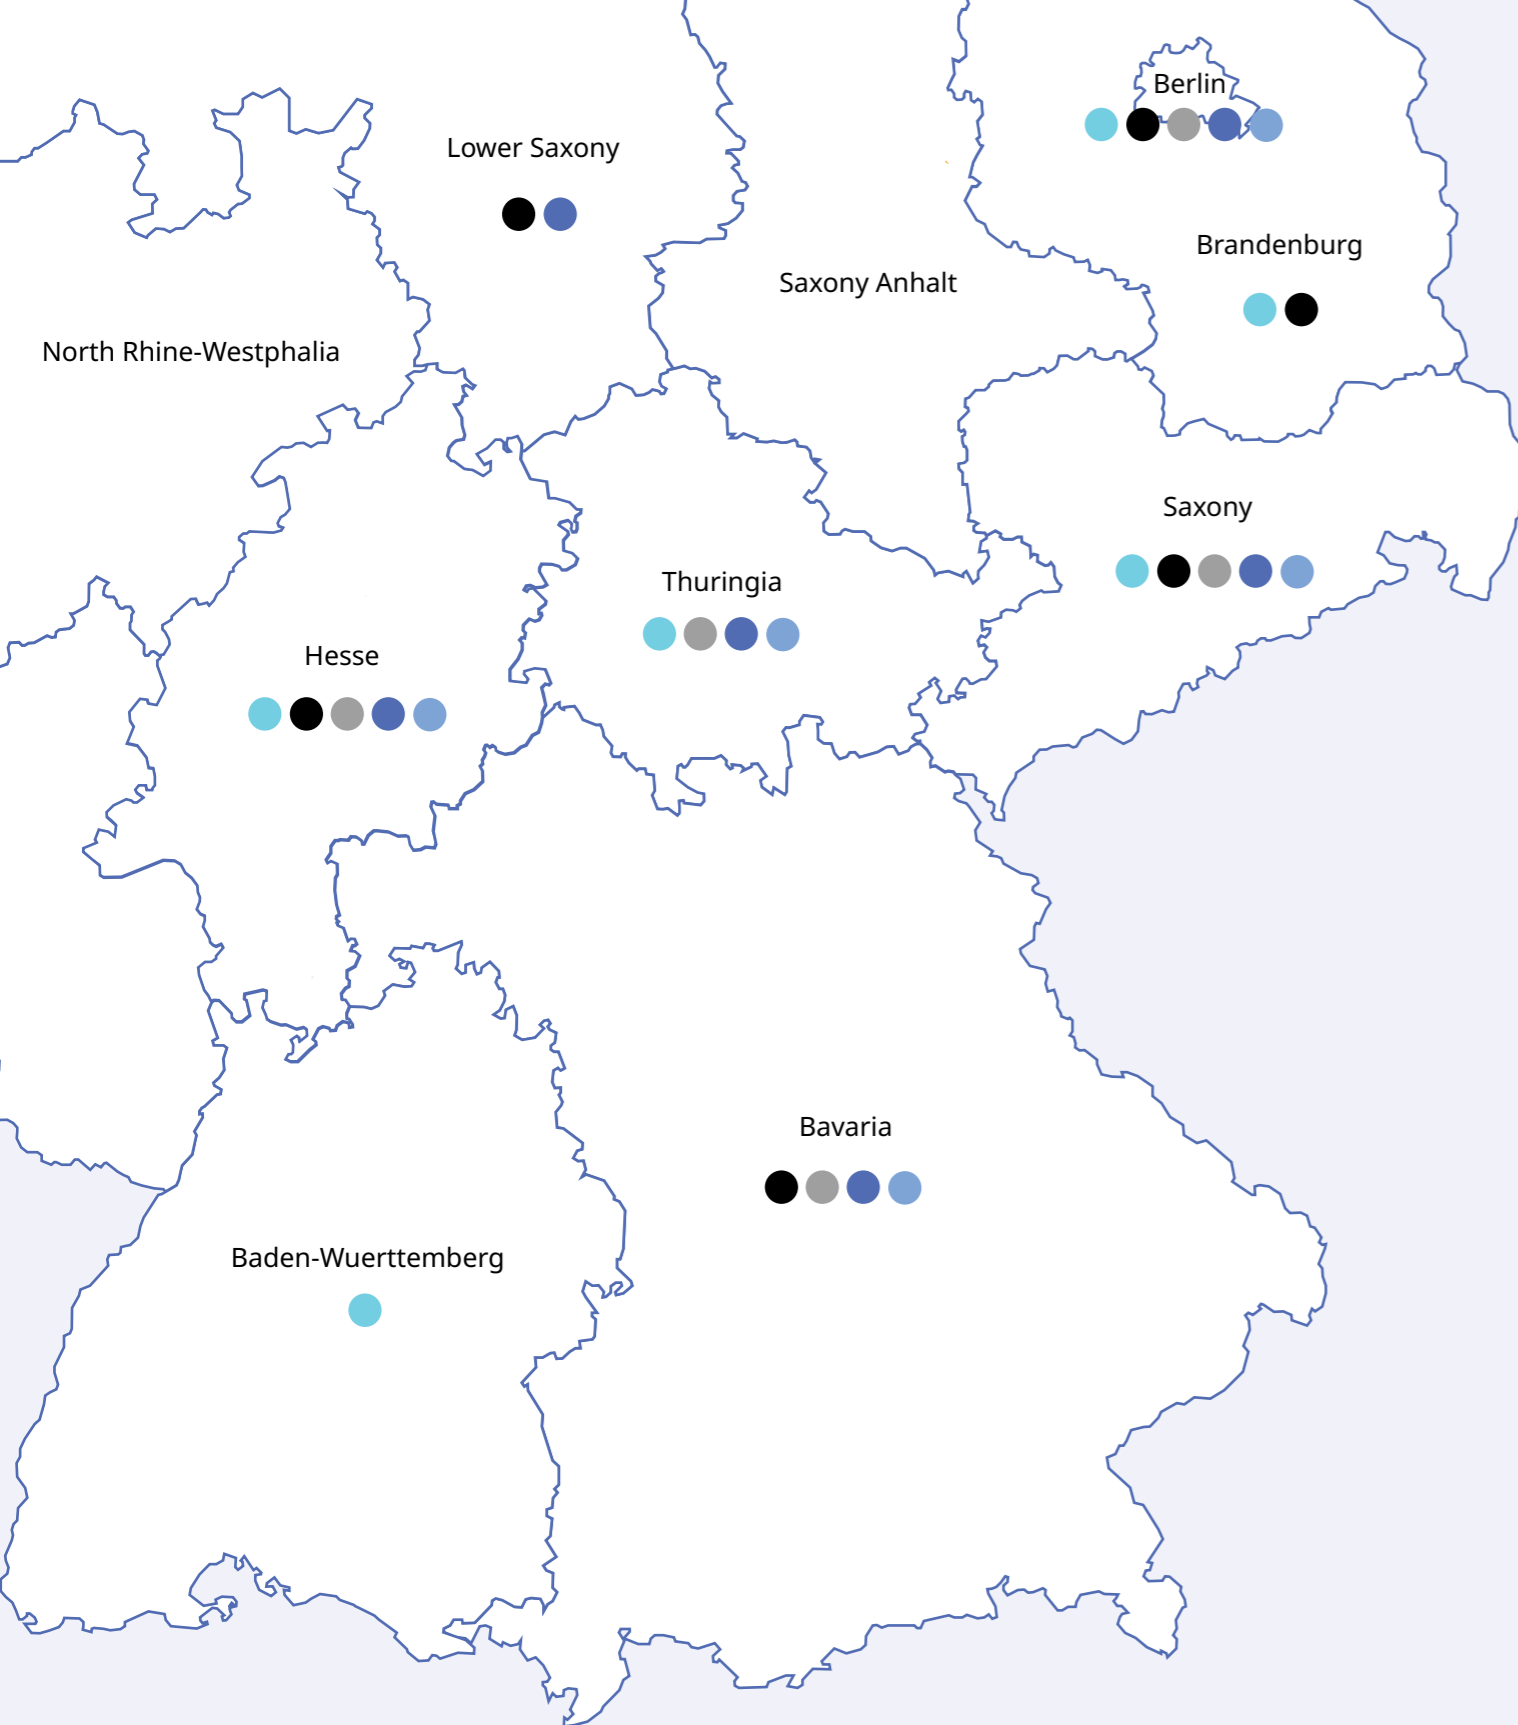 Berlin
Lower Saxony
Brandenburg
Saxony Anhalt
North Rhine-Westphalia
Saxony
Thuringia
Hesse
Bavaria
Baden-Wuerttemberg